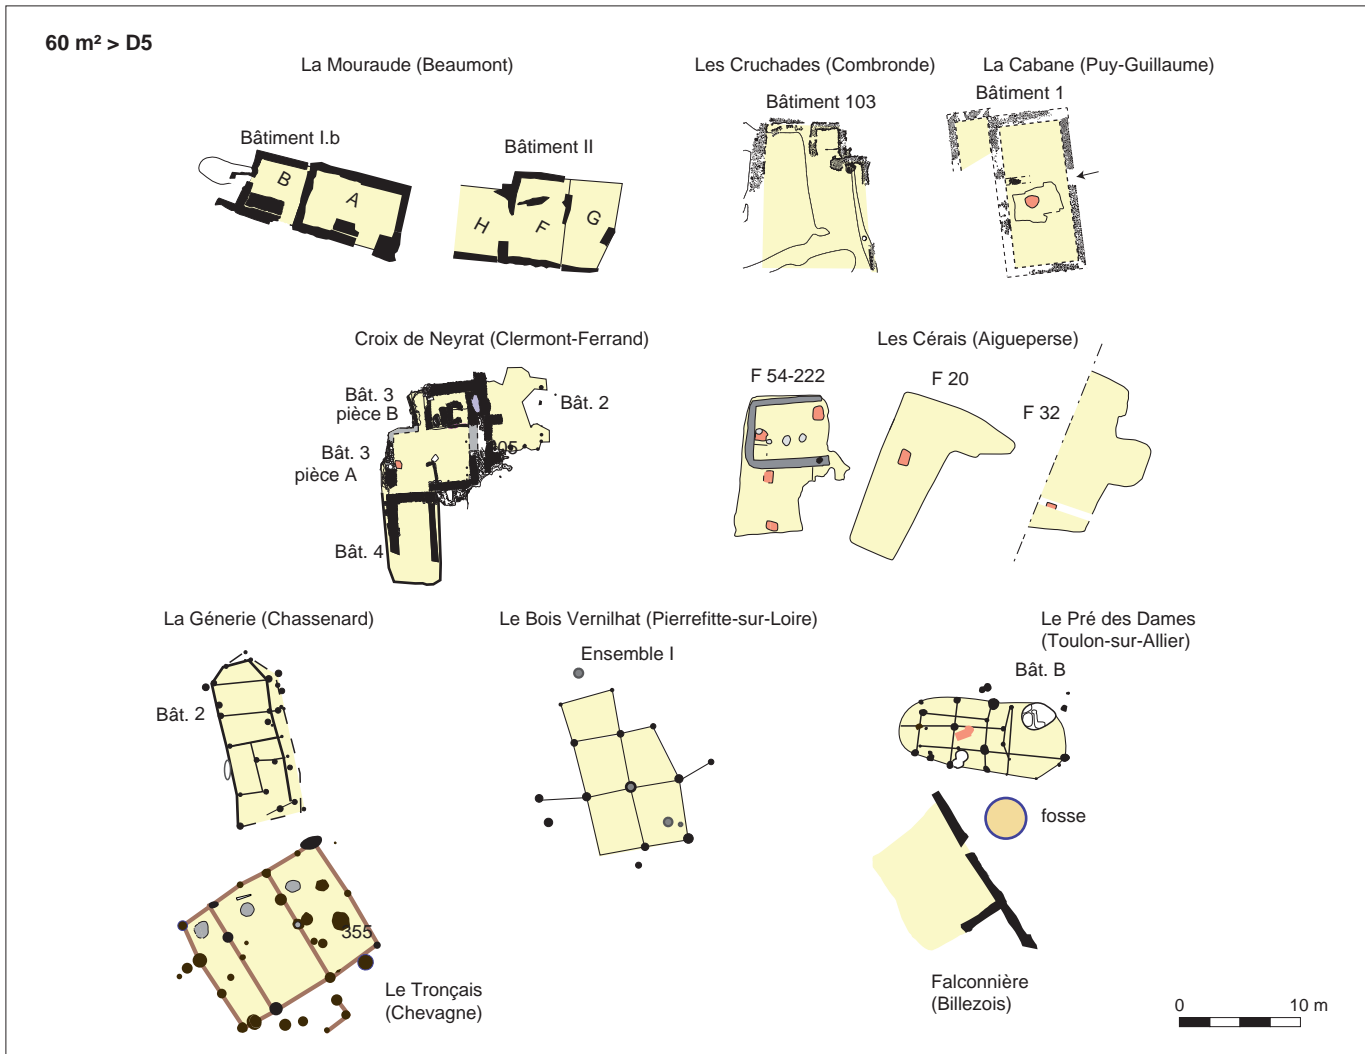 60 m² > D5
La Mouraude (Beaumont)
Les Cruchades (Combronde)
La Cabane (Puy-Guillaume)
Bâtiment I.b
Bâtiment II
Bâtiment 103
Bâtiment 1
B
A
H
F
G
Croix de Neyrat (Clermont-Ferrand)
Les Cérais (Aigueperse)
Bât. 3
pièce B
Bât. 2
Bât. 3
pièce A
Bât. 4
F 54-222
F 20
F 32
La Génerie (Chassenard)
Le Bois Vernilhat (Pierrefitte-sur-Loire)
Le Pré des Dames
(Toulon-sur-Allier)
Bât. 2
Ensemble I
Bât. B
fosse
355
Le Tronçais
(Chevagne)
Falconnière
(Billezois)
0 10 m